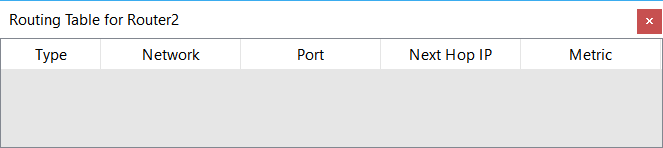 Routing Table for Router2
Type Network Port Next Hop IP Metric